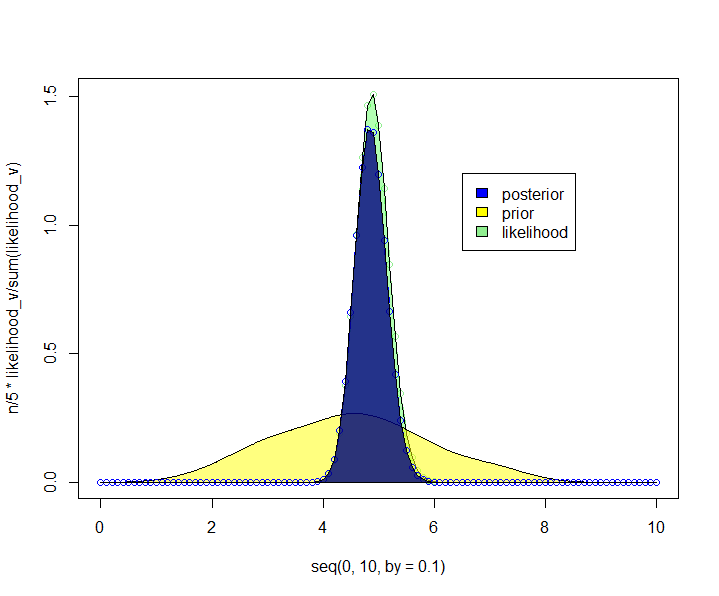 n/5 * likelihood_v/sum(likelihood_v)
1.5
1.0
0.5
0.0
posterior
prior
likelihood
0 2 4 6 8 10
seq(0, 10, by = 0.1)